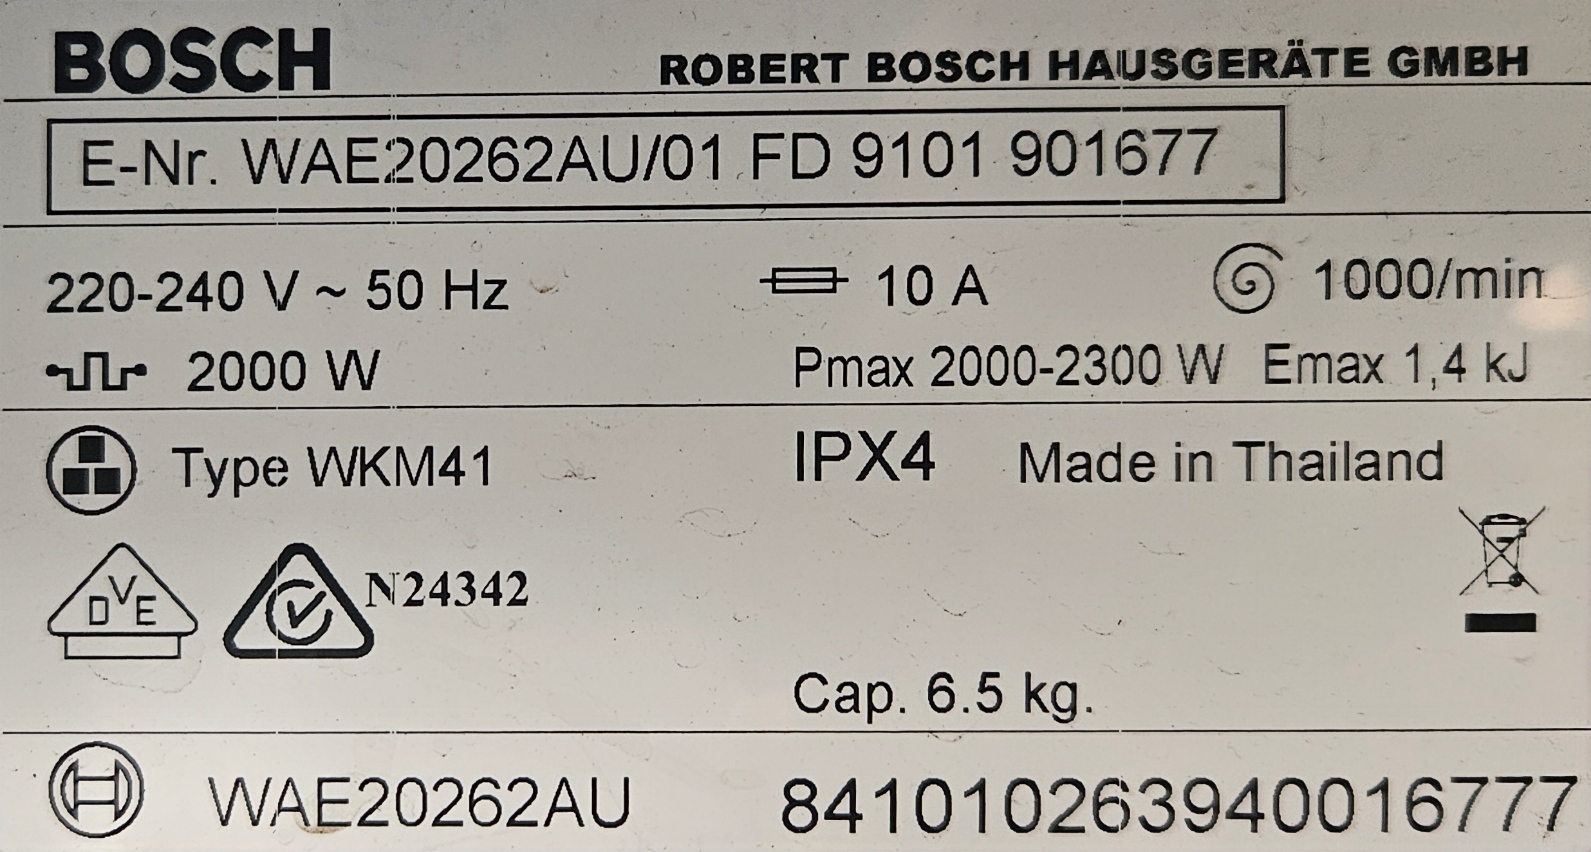 BOSCH ROBERT BOSCH HAUSGERÄTE GMBH
E-Nr. WAE20262AU/01 FD 9101 901677
220-240 V ~ 50 Hz 10 A 1000/min
2000 W Pmax 2000-2300 W Emax 1,4 kJ
Type WKM41 IPX4 Made in Thailand
DVE N24342
Cap. 6.5 kg.
WAE20262AU 841010263940016777